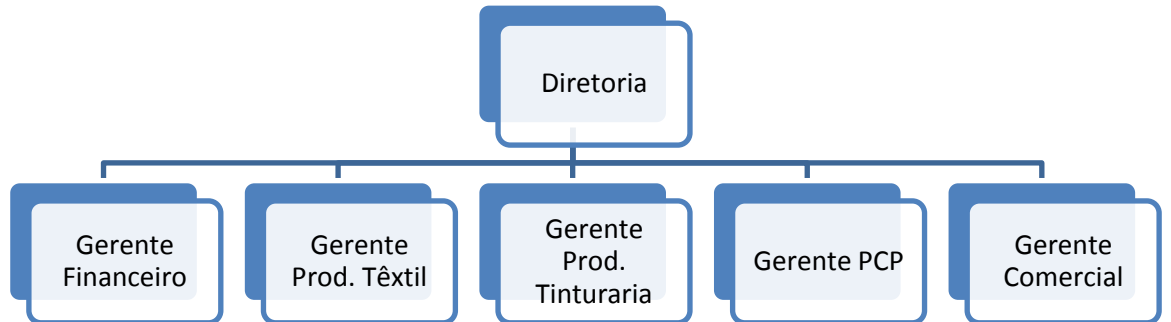 Diretoria
Gerente
Financeiro
Gerente
Prod. Têxtil
Gerente
Prod.
Tinturaria
Gerente PCP
Gerente
Comercial